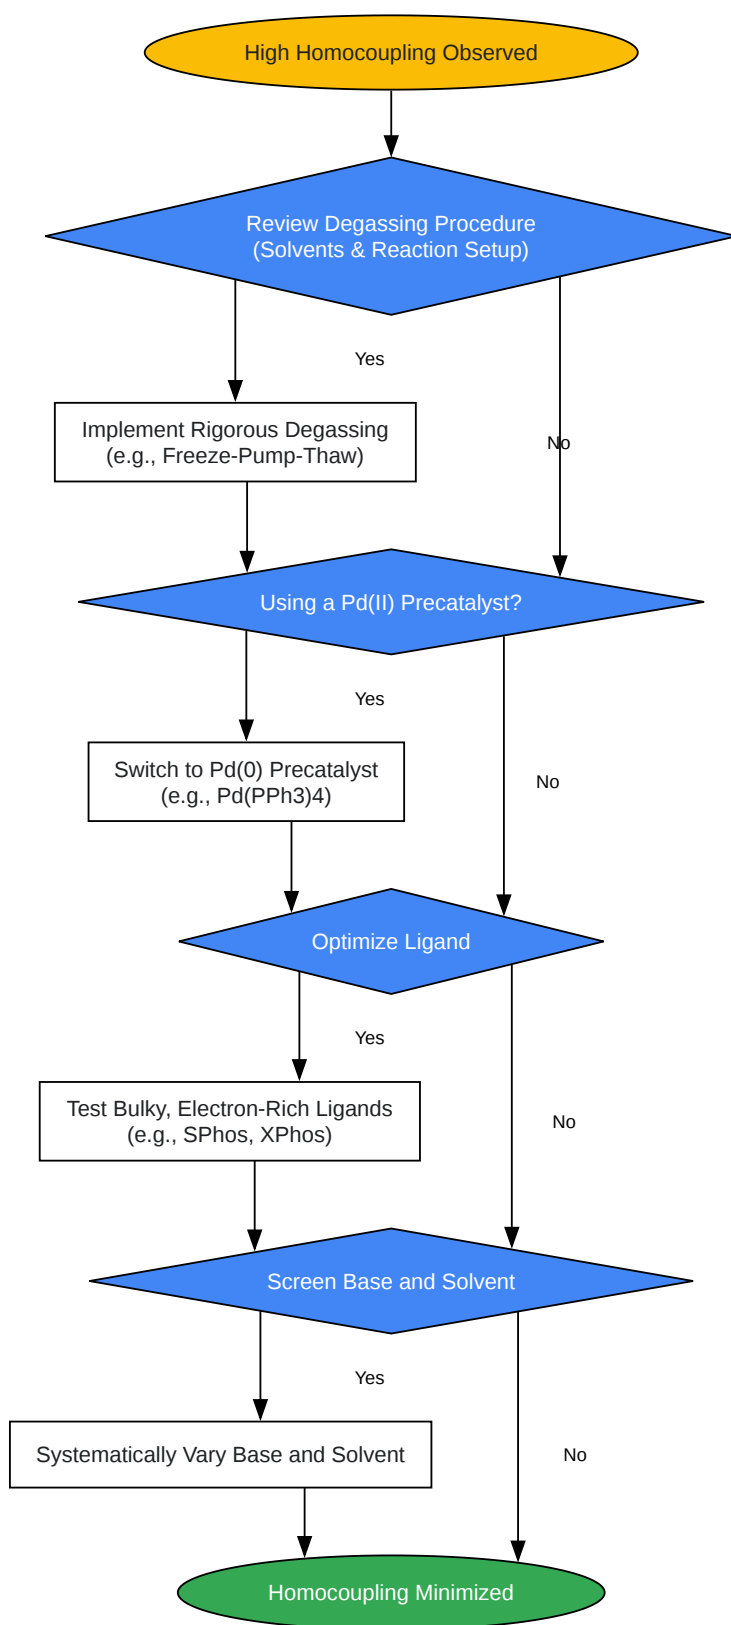 High Homocoupling Observed
Review Degassing Procedure
(Solvents & Reaction Setup)
Yes
Implement Rigorous Degassing
(e.g., Freeze-Pump-Thaw)
No
Using a Pd(II) Precatalyst?
Yes
Switch to Pd(0) Precatalyst
(e.g., Pd(PPh3)4)
No
Optimize Ligand
Yes
Test Bulky, Electron-Rich Ligands
(e.g., SPhos, XPhos)
No
Screen Base and Solvent
Yes
Systematically Vary Base and Solvent
No
Homocoupling Minimized